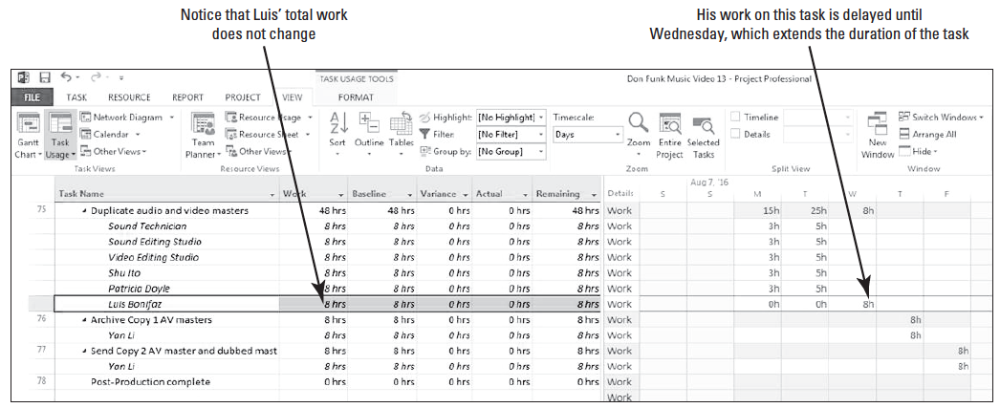 Notice that Luis' total work
does not change
His work on this task is delayed until
Wednesday, which extends the duration of the task
TASK USAGE TOOLS
Don Funk Music Video 13 - Project Professional
FILE TASK RESOURCE REPORT PROJECT VIEW FORMAT
Gantt Chart
Task Usage
Network Diagram
Calendar
Other Views
Task Views
Team Planner
Resource Usage
Resource Sheet
Other Views
Resource Views
Sort
Outline
Tables
Highlight: [No Highlight]
Filter: [No Filter]
Group by: [No Group]
Data
Timescale:
Days
Zoom
Entire Project
Selected Tasks
Zoom
Timeline
Details
Split View
New Window
Switch Windows
Arrange All
Hide
Window
Aug 7, '16
Task Name Work Baseline Variance Actual Remaining Details S S M T W T F
75 Duplicate audio and video masters 48 hrs 48 hrs 0 hrs 0 hrs 48 hrs Work 15h 25h 8h
Sound Technician 8 hrs 8 hrs 0 hrs 0 hrs 8 hrs Work 3h 5h
Sound Editing Studio 8 hrs 8 hrs 0 hrs 0 hrs 8 hrs Work 3h 5h
Video Editing Studio 8 hrs 8 hrs 0 hrs 0 hrs 8 hrs Work 3h 5h
Shu Ito 8 hrs 8 hrs 0 hrs 0 hrs 8 hrs Work 3h 5h
Patricia Doyle 8 hrs 8 hrs 0 hrs 0 hrs 8 hrs Work 3h 5h
Luis Bonifaz 8 hrs 8 hrs 0 hrs 0 hrs 8 hrs Work 0h 0h 8h
76 Archive Copy 1 AV masters 8 hrs 8 hrs 0 hrs 0 hrs 8 hrs Work 8h
Yan Li 8 hrs 8 hrs 0 hrs 0 hrs 8 hrs Work 8h
77 Send Copy 2 AV master and dubbed mast 8 hrs 8 hrs 0 hrs 0 hrs 8 hrs Work 8h
Yan Li 8 hrs 8 hrs 0 hrs 0 hrs 8 hrs Work 8h
78 Post-Production complete 0 hrs 0 hrs 0 hrs 0 hrs 0 hrs Work
Work